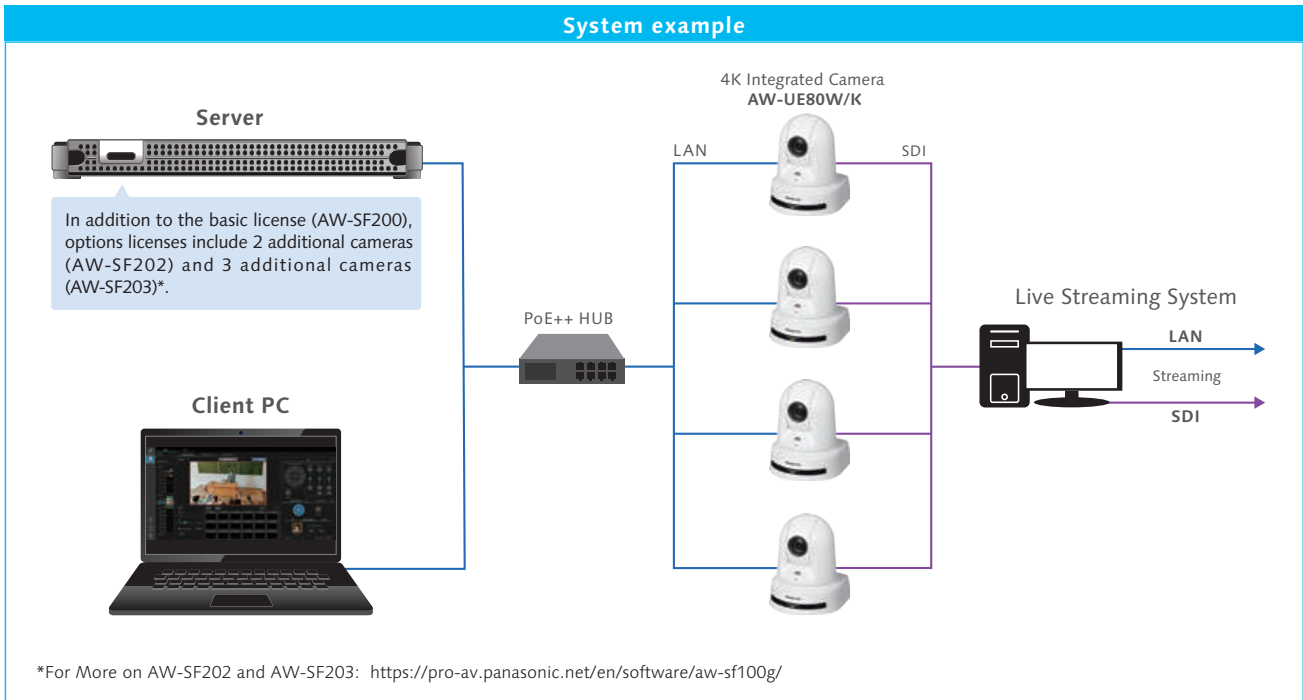 System example
4K Integrated Camera
AW-UE80W/K
Server
LAN
SDI
In addition to the basic license (AW-SF200),
options licenses include 2 additional cameras
(AW-SF202) and 3 additional cameras
(AW-SF203)*.
PoE++ HUB
Live Streaming System
LAN
Streaming
SDI
Client PC
*For More on AW-SF202 and AW-SF203: https://pro-av.panasonic.net/en/software/aw-sf100g/